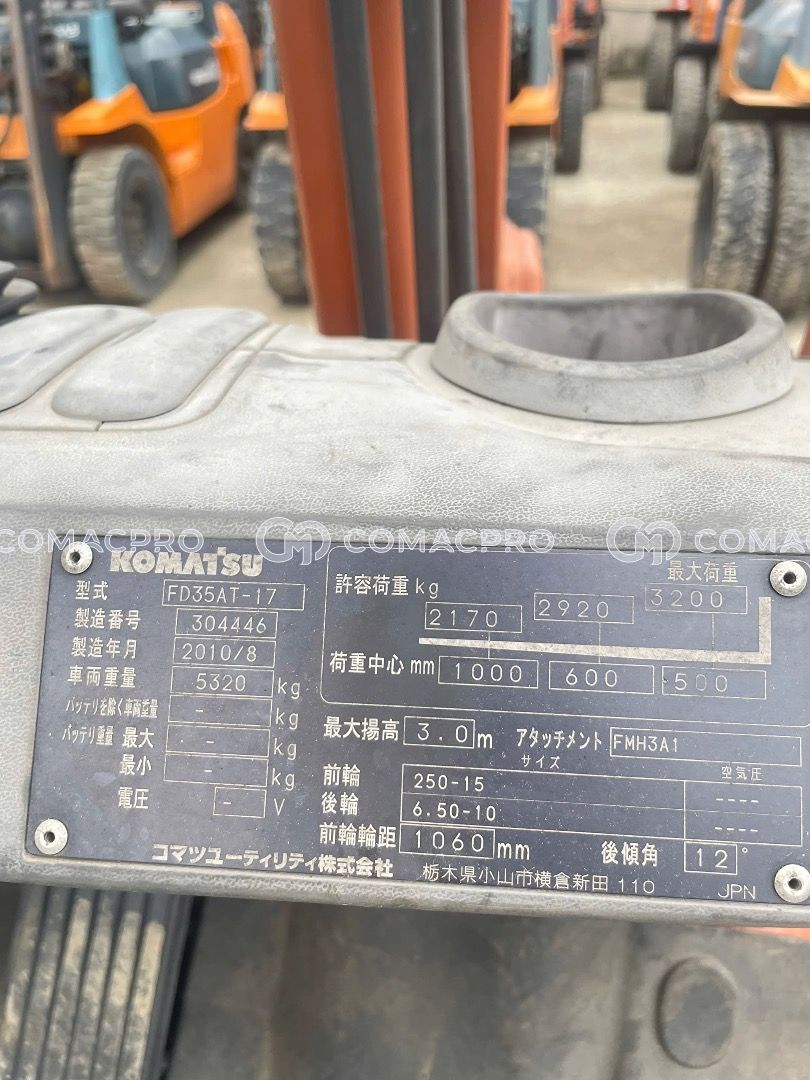 COMACPRO COMACPRO
KOMATSU
型式 FD35AT-17
製造番号 304446
製造年月 2010/8
車両重量 5320 kg
バッテリを除く車両重量 - kg
バッテリ重量 最大 - kg
最小 - kg
電圧 - V
最大荷重
許容荷重 kg 2170 2920 3200
荷重中心 mm 1000 600 500
最大揚高 3.0 m アタッチメント FMH3A1
サイズ 空気圧
前輪 250-15 ----
後輪 6.50-10 ----
前輪輪距 1060 mm 後傾角 12°
コマツユーティリティ株式会社 栃木県小山市横倉新田 110 JPN